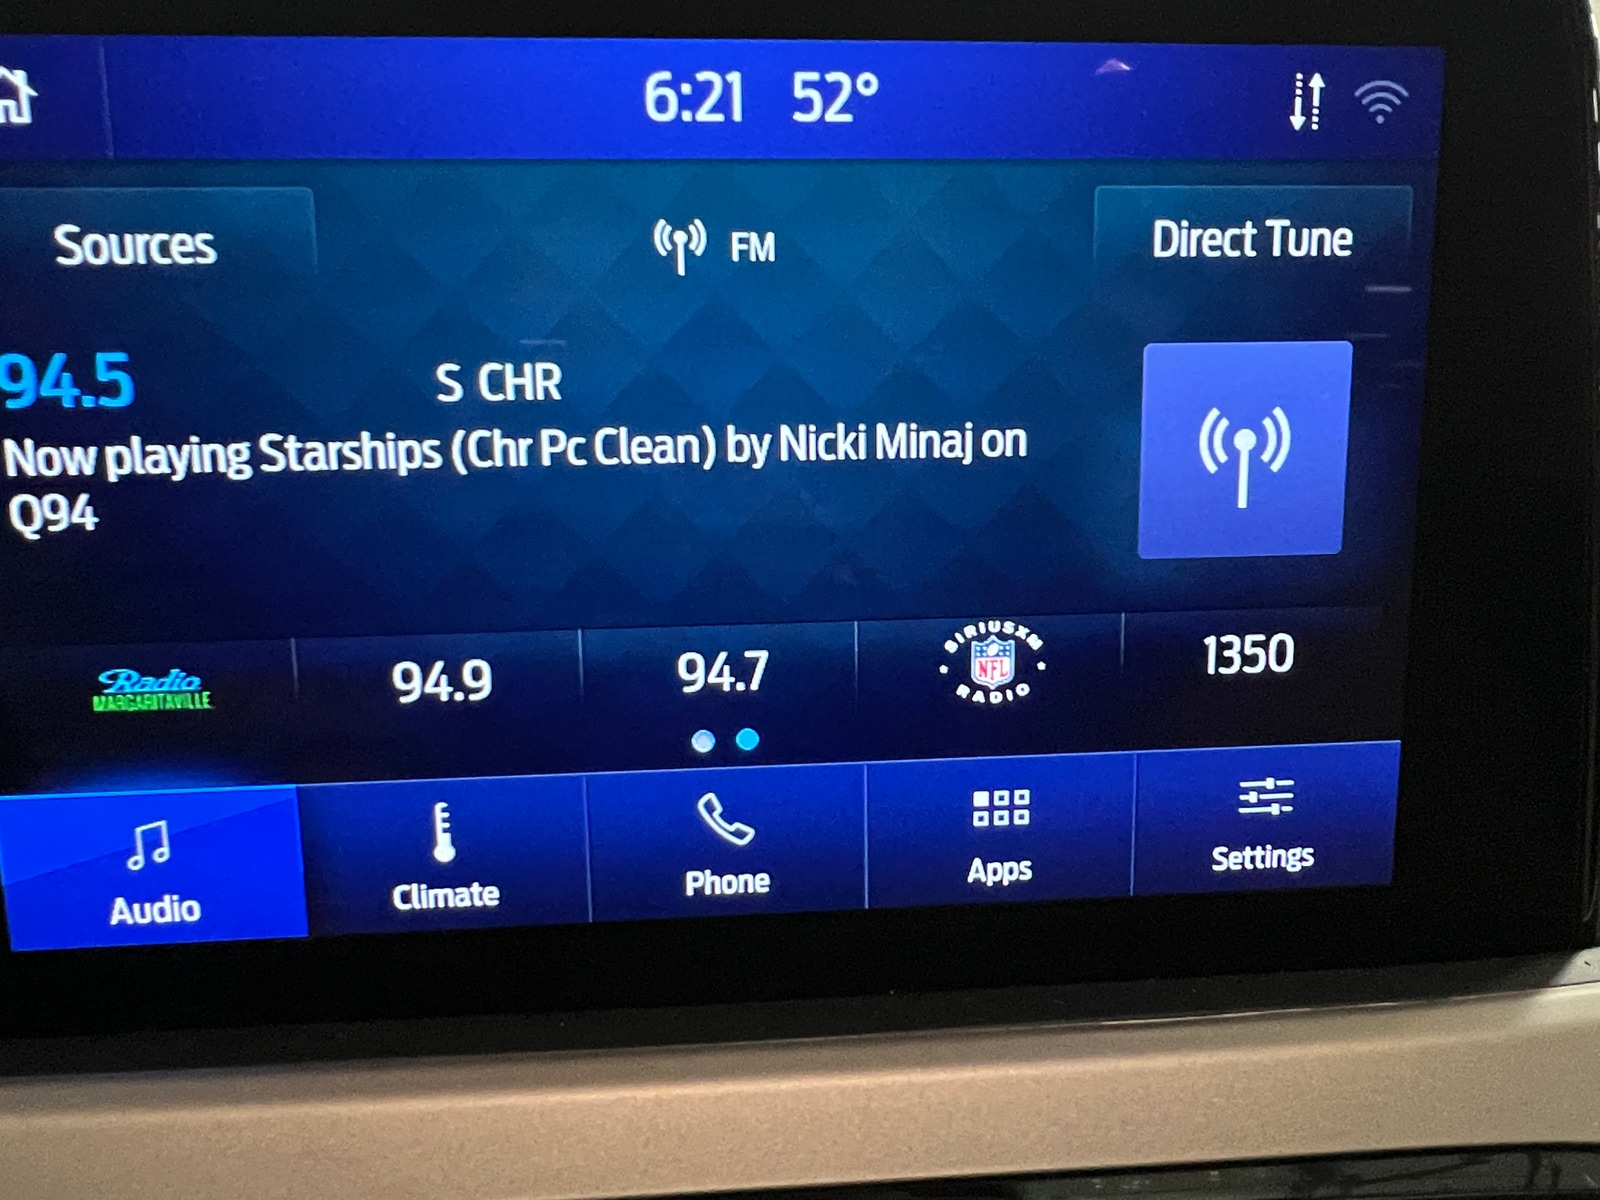 6:21 52°
Sources
FM
Direct Tune
94.5
S CHR
Now playing Starships (Chr Pc Clean) by Nicki Minaj on
Q94
Radio
MARGARITAVILLE
94.9
94.7
SIRIUSXM
NFL
RADIO
1350
Audio
Climate
Phone
Apps
Settings